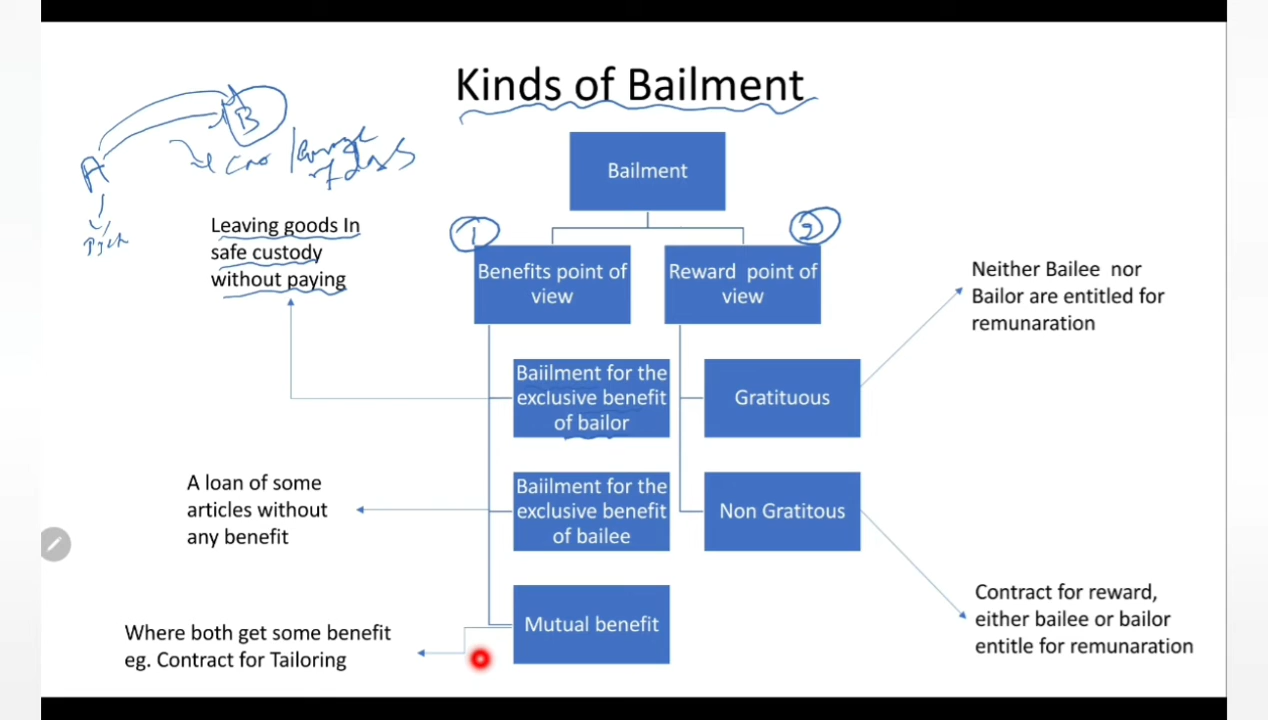 Kinds of Bailment
A
B
Bailment
1
2
Leaving goods In
safe custody
without paying
Benefits point of
view
Reward point of
view
Neither Bailee nor
Bailor are entitled for
remunaration
Baiilment for the
exclusive benefit
of bailor
Gratituous
A loan of some
articles without
any benefit
Baiilment for the
exclusive benefit
of bailee
Non Gratitous
Where both get some benefit
eg. Contract for Tailoring
Mutual benefit
Contract for reward,
either bailee or bailor
entitle for remunaration